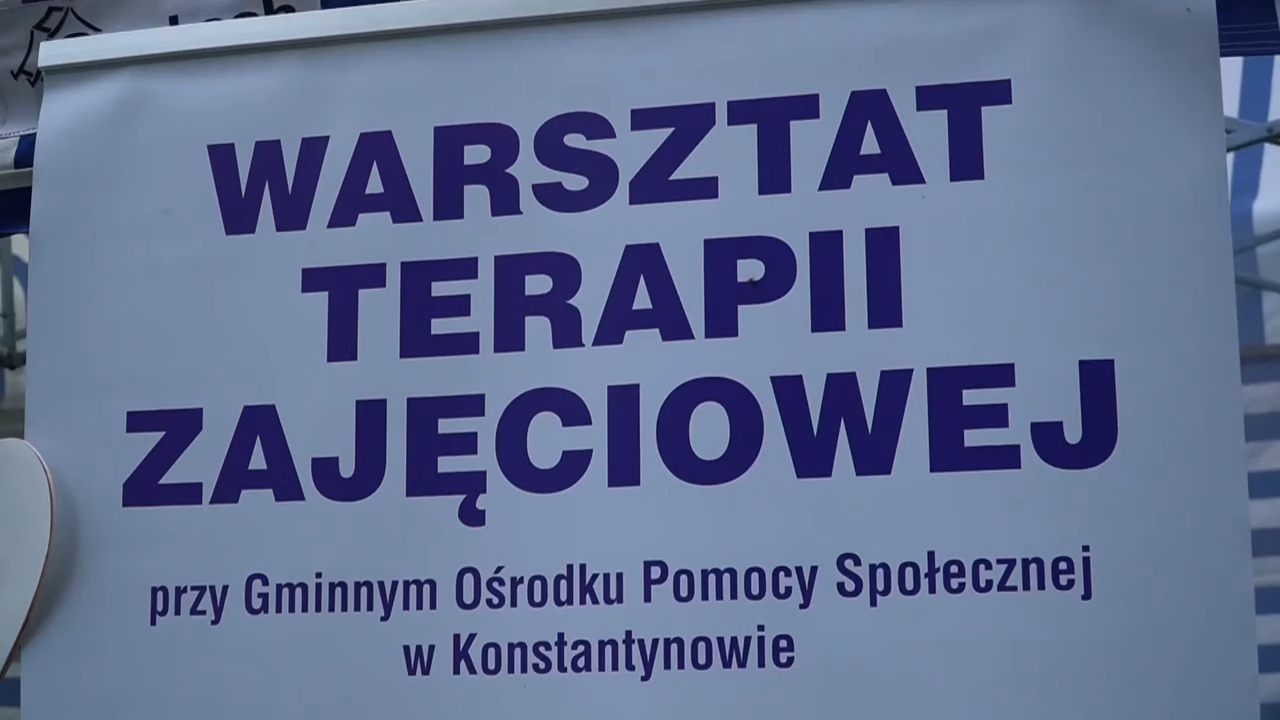 WARSZTAT
TERAPII
ZAJĘCIOWEJ
przy Gminnym Ośrodku Pomocy Społecznej
w Konstantynowie